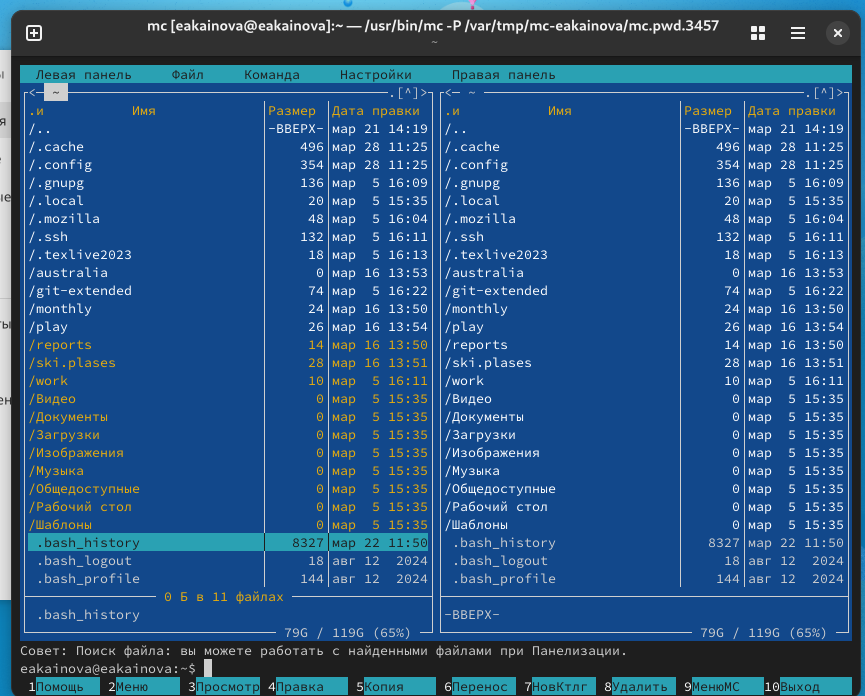 mc [eakainova@eakainova]:~ — /usr/bin/mc -P /var/tmp/mc-eakainova/mc.pwd.3457
~
Левая панель Файл Команда Настройки Правая панель
<─ ~ .[^]> <─ ~ .[^]>
.и Имя Размер Дата правки .и Имя Размер Дата правки
/.. -ВВЕРХ- мар 21 14:19 /.. -ВВЕРХ- мар 21 14:19
/.cache 496 мар 28 11:25 /.cache 496 мар 28 11:25
/.config 354 мар 28 11:25 /.config 354 мар 28 11:25
/.gnupg 136 мар 5 16:09 /.gnupg 136 мар 5 16:09
/.local 20 мар 5 15:35 /.local 20 мар 5 15:35
/.mozilla 48 мар 5 16:04 /.mozilla 48 мар 5 16:04
/.ssh 132 мар 5 16:11 /.ssh 132 мар 5 16:11
/.texlive2023 18 мар 5 16:13 /.texlive2023 18 мар 5 16:13
/australia 0 мар 16 13:53 /australia 0 мар 16 13:53
/git-extended 74 мар 5 16:22 /git-extended 74 мар 5 16:22
/monthly 24 мар 16 13:50 /monthly 24 мар 16 13:50
/play 26 мар 16 13:54 /play 26 мар 16 13:54
/reports 14 мар 16 13:50 /reports 14 мар 16 13:50
/ski.plases 28 мар 16 13:51 /ski.plases 28 мар 16 13:51
/work 10 мар 5 16:11 /work 10 мар 5 16:11
/Видео 0 мар 5 15:35 /Видео 0 мар 5 15:35
/Документы 0 мар 5 15:35 /Документы 0 мар 5 15:35
/Загрузки 0 мар 5 15:35 /Загрузки 0 мар 5 15:35
/Изображения 0 мар 5 15:35 /Изображения 0 мар 5 15:35
/Музыка 0 мар 5 15:35 /Музыка 0 мар 5 15:35
/Общедоступные 0 мар 5 15:35 /Общедоступные 0 мар 5 15:35
/Рабочий стол 0 мар 5 15:35 /Рабочий стол 0 мар 5 15:35
/Шаблоны 0 мар 5 15:35 /Шаблоны 0 мар 5 15:35
.bash_history 8327 мар 22 11:50 .bash_history 8327 мар 22 11:50
.bash_logout 18 авг 12 2024 .bash_logout 18 авг 12 2024
.bash_profile 144 авг 12 2024 .bash_profile 144 авг 12 2024
0 Б в 11 файлах
.bash_history -ВВЕРХ-
79G / 119G (65%) 79G / 119G (65%)
Совет: Поиск файла: вы можете работать с найденными файлами при Панелизации.
eakainova@eakainova:~$
1Помощь 2Меню 3Просмотр 4Правка 5Копия 6Перенос 7НовКтлг 8Удалить 9МенюMC 10Выход